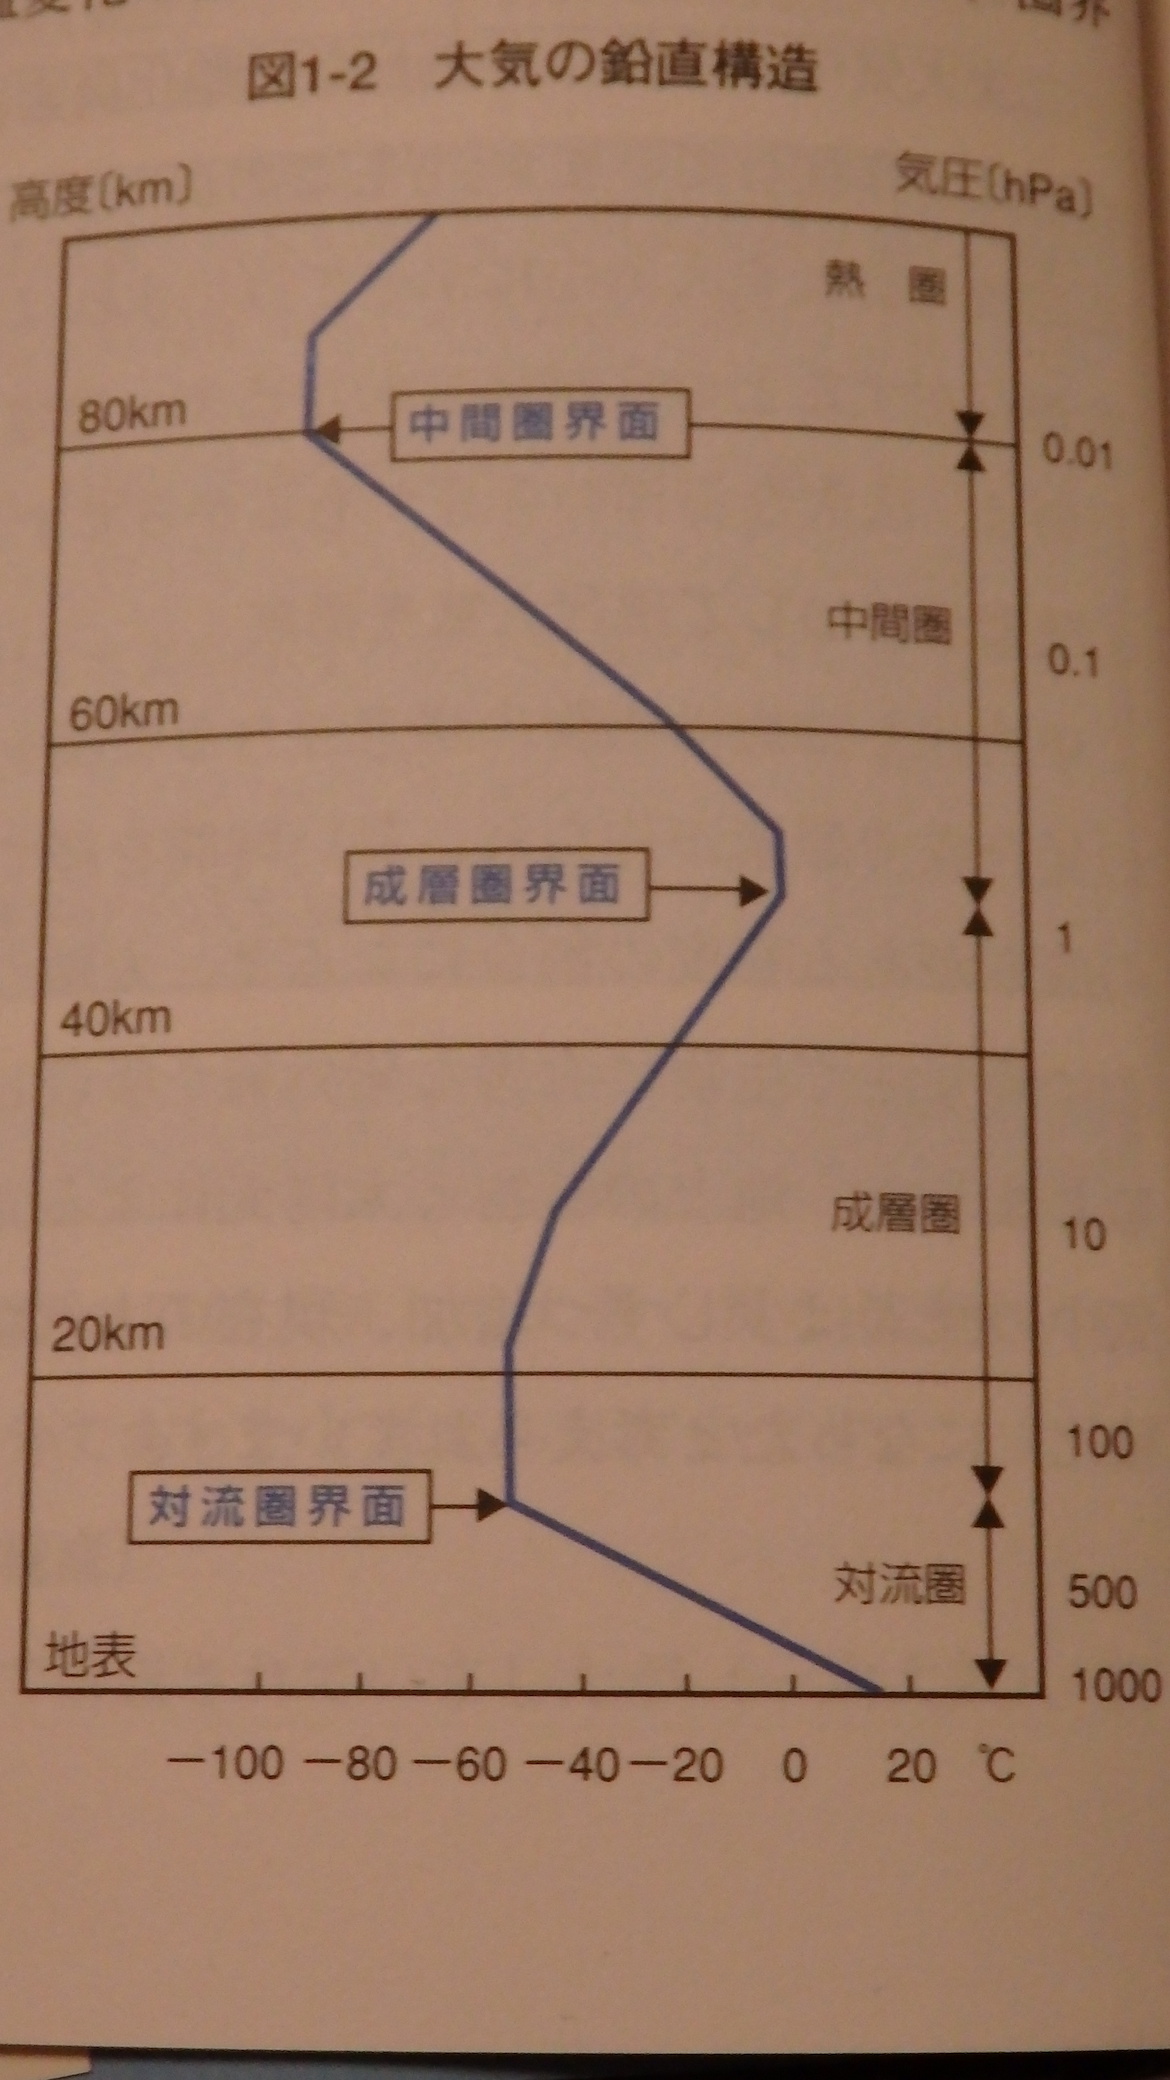 図1-2 大気の鉛直構造
高度〔km〕 気圧〔hPa〕
熱 圏
80km 中間圏界面 0.01
中間圏 0.1
60km
成層圏界面 1
40km
成層圏 10
20km
100
対流圏界面
対流圏 500
地表 1000
−100 −80 −60 −40 −20 0 20 ℃